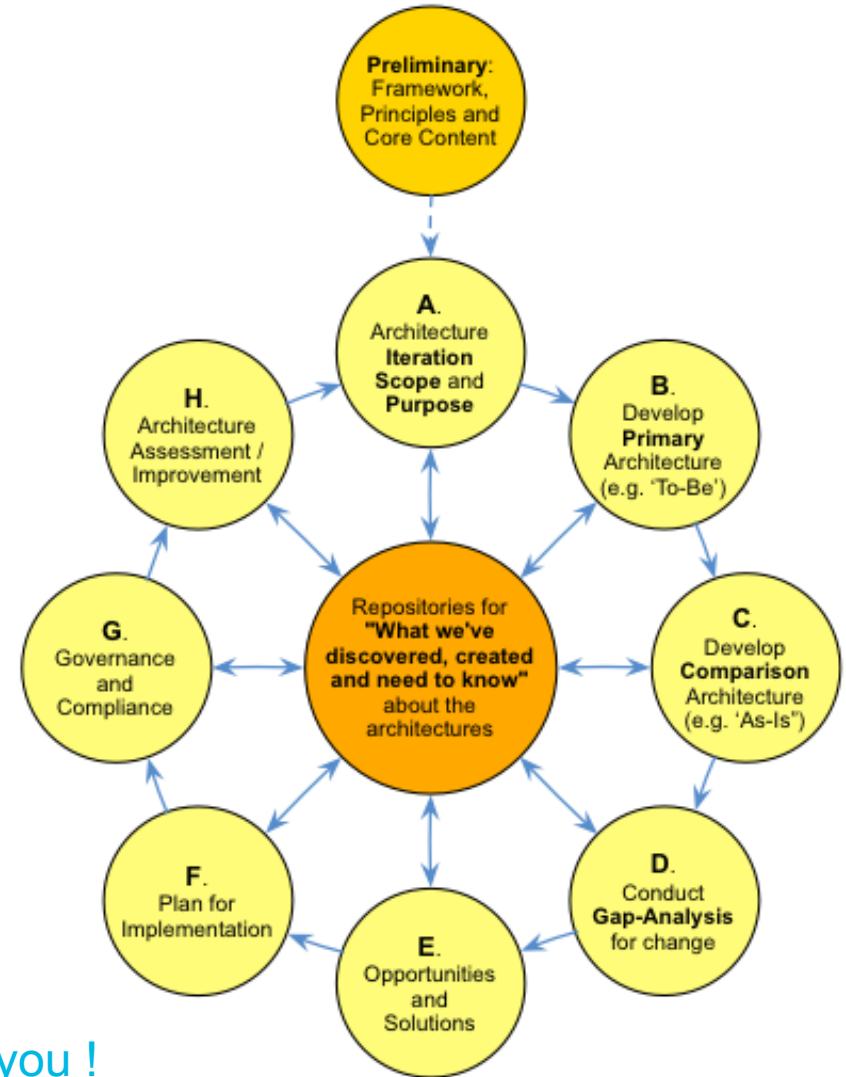 Preliminary:
Framework,
Principles and
Core Content
A.
Architecture
Iteration
Scope and
Purpose
B.
Develop
Primary
Architecture
(e.g. ‘To-Be’)
C.
Develop
Comparison
Architecture
(e.g. ‘As-Is”)
D.
Conduct
Gap-Analysis
for change
E.
Opportunities
and
Solutions
F.
Plan for
Implementation
G.
Governance
and
Compliance
H.
Architecture
Assessment /
Improvement
Repositories for
"What we've
discovered, created
and need to know"
about the
architectures
you !